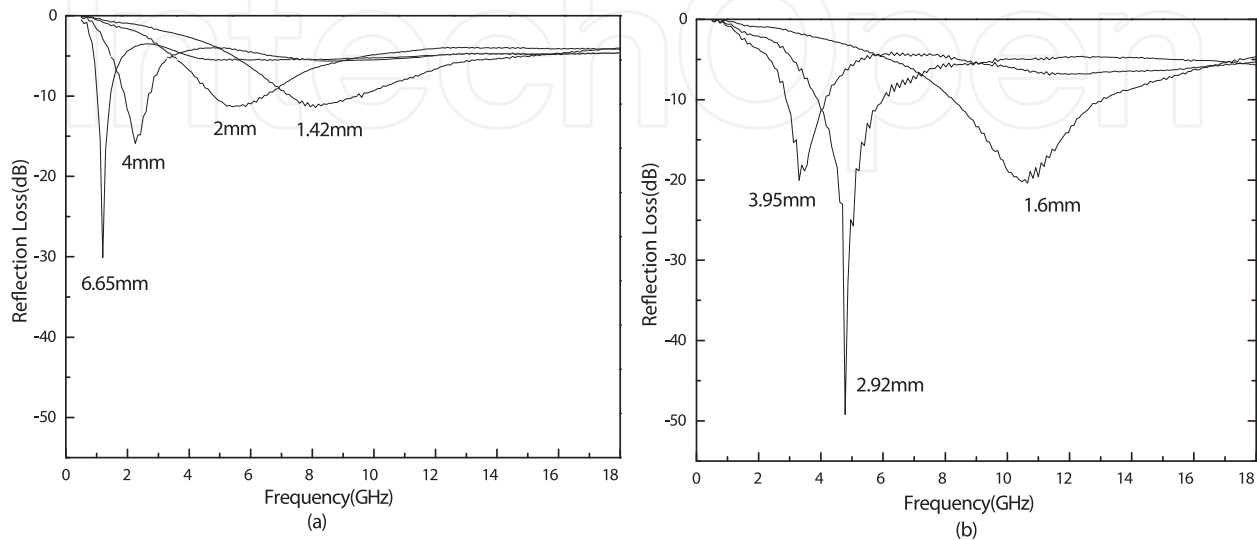 IntechOpen
0
-10
-20
-30
-40
-50
Reflection Loss(dB)
6.65mm
4mm
2mm
1.42mm
0 2 4 6 8 10 12 14 16 18
Frequency(GHz)
(a)
0
-10
-20
-30
-40
-50
Reflection Loss(dB)
3.95mm
2.92mm
1.6mm
0 2 4 6 8 10 12 14 16 18
Frequency(GHz)
(b)